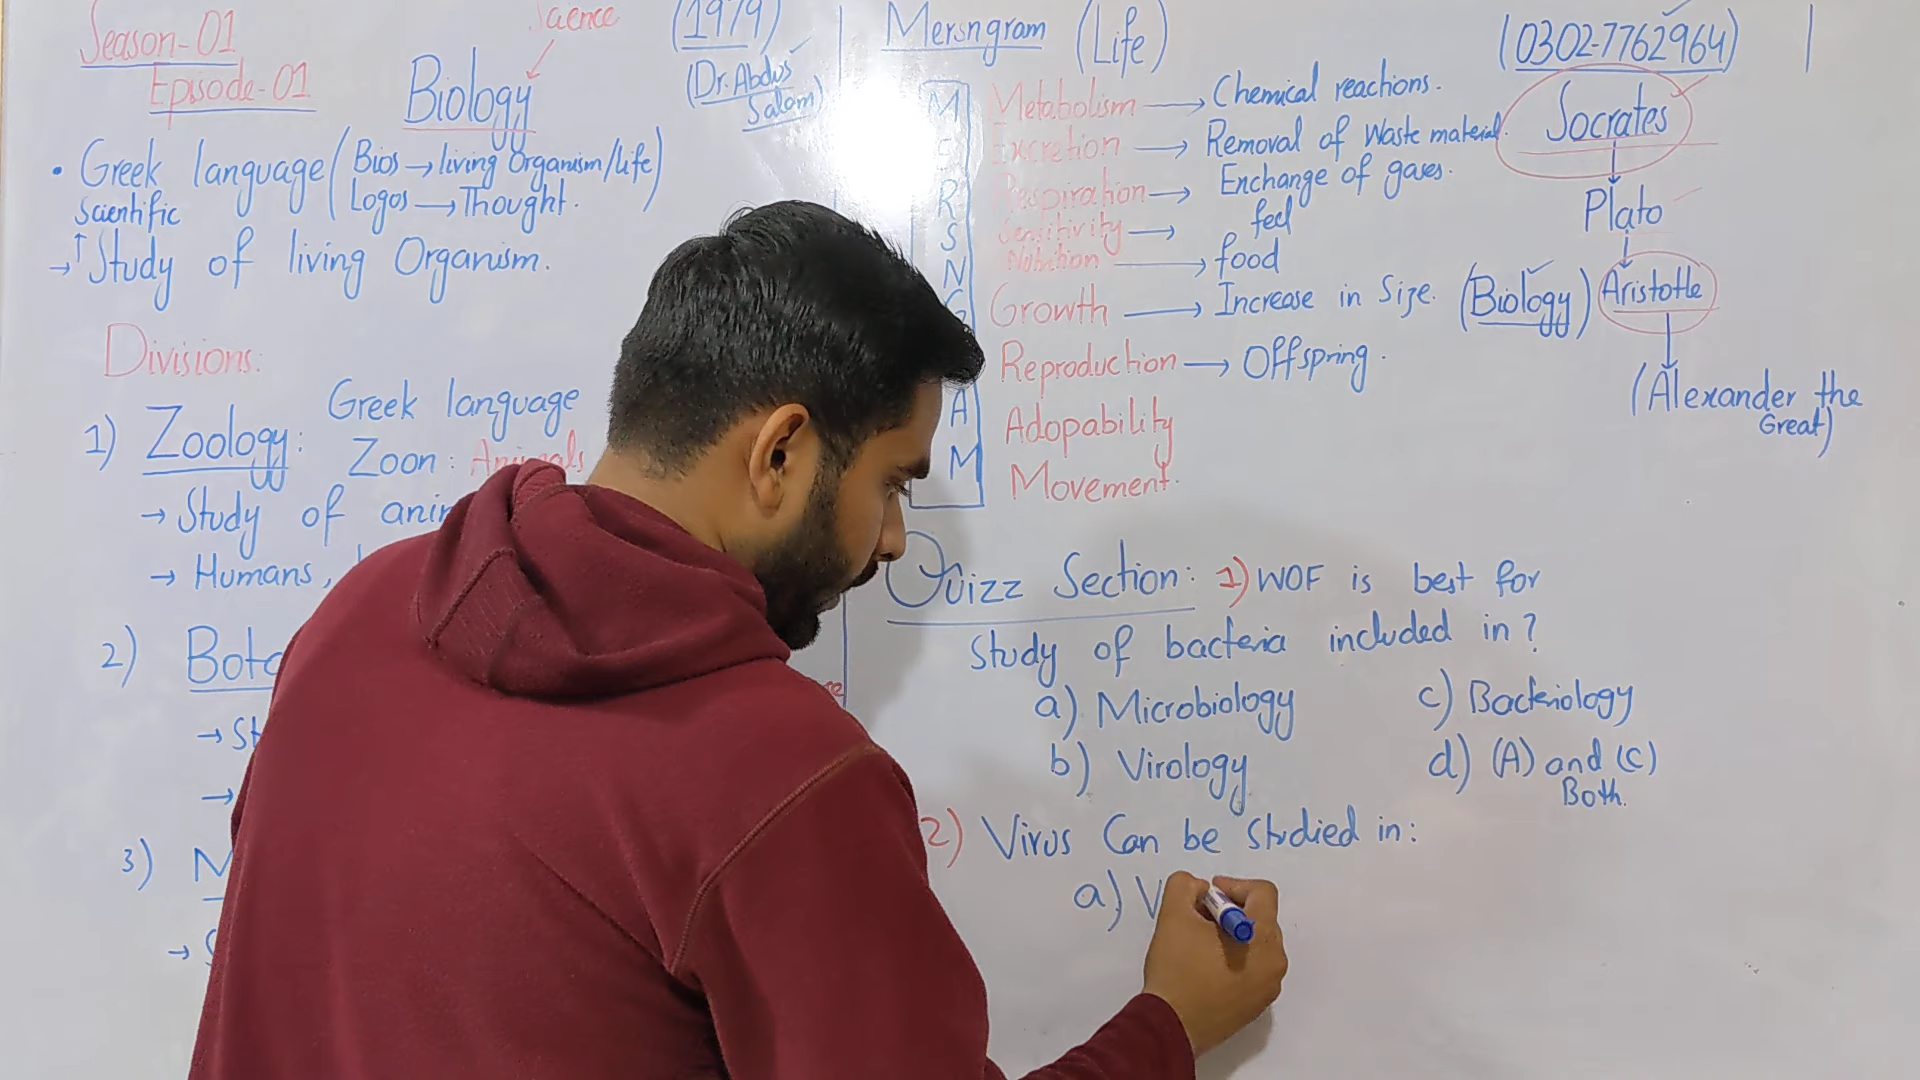 Season-01
Episode-01
Science
Biology
(1979)
(Dr. Abdus
Salam)
• Greek language (Bios → living Organism/life)
Logos → Thought.
Scientific
→ Study of living Organism.
Divisions:
1) Zoology: Greek language
Zoon: Animals
→ Study of
→ Humans,
2)
3)
Mersngram (Life)
M Metabolism → Chemical reactions.
E Excretion → Removal of Waste material.
R Respiration → Enchange of gases.
S Sensitivity → feel
N Nutrition → food
G Growth → Increase in Size.
Reproduction → Offspring.
A Adopability
M Movement.
(0302-7762964)
Socrates
Plato
(Biology) Aristotle
(Alexander the
Great)
Quizz Section: 1) WOF is best for
Study of bacteria included in?
a) Microbiology c) Bacteriology
b) Virology d) (A) and (C)
Both.
2) Virus Can be Studied in:
a) V